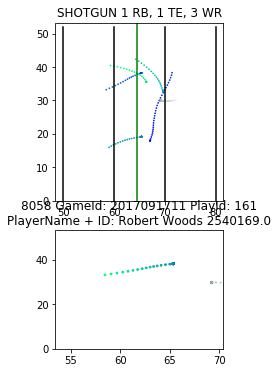 SHOTGUN 1 RB, 1 TE, 3 WR
50
40
30
20
10
0
50 60 70 80
8058 GameId: 2017091711 PlayId: 161
PlayerName + ID: Robert Woods 2540169.0
40
20
0
55 60 65 70